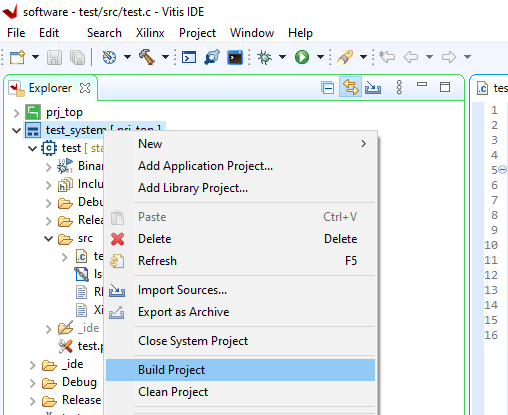 software - test/src/test.c - Vitis IDE
File Edit Search Xilinx Project Window Help
Explorer
prj_top
test_system [ prj_top ]
test [ sta
Binar
Includ
Debu
Relea
src
te
lsc
RE
Xi
_ide
test.p
_ide
Debug
Release
New
Add Application Project...
Add Library Project...
Paste Ctrl+V
Delete Delete
Refresh F5
Import Sources...
Export as Archive
Close System Project
Build Project
Clean Project
tes
1
2
3
4
5
6
7
8
9
10
11
12
13
14
15
16